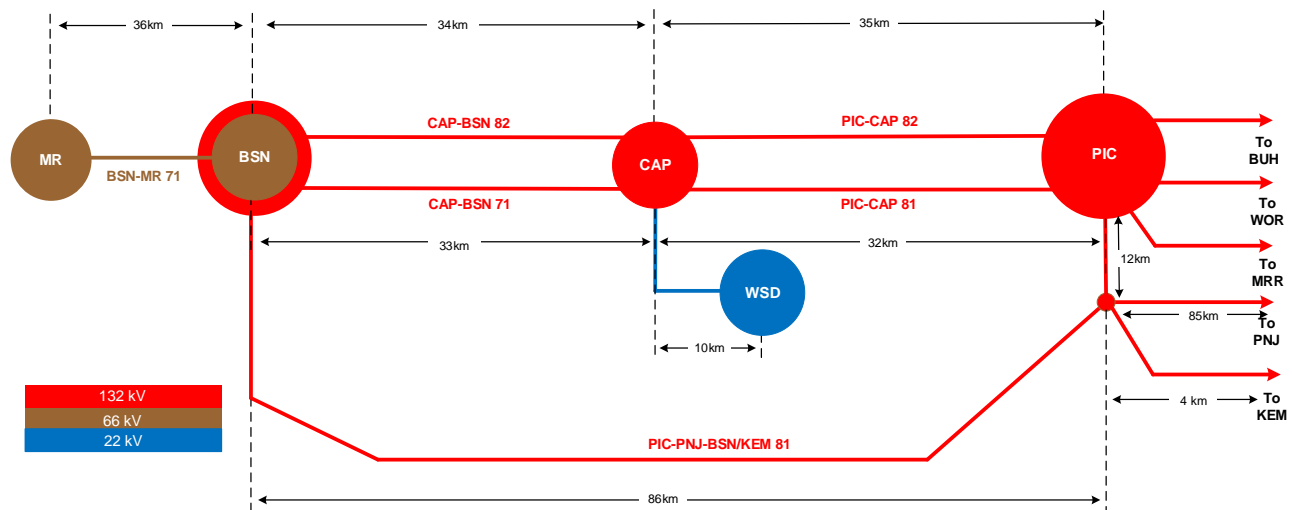 36km
34km
35km
CAP-BSN 82
PIC-CAP 82
To
BUH
MR
BSN
CAP
PIC
BSN-MR 71
CAP-BSN 71
PIC-CAP 81
To
WOR
33km
32km
12km
To
MRR
WSD
85km
To
PNJ
10km
132 kV
66 kV
22 kV
4 km
To
KEM
PIC-PNJ-BSN/KEM 81
86km